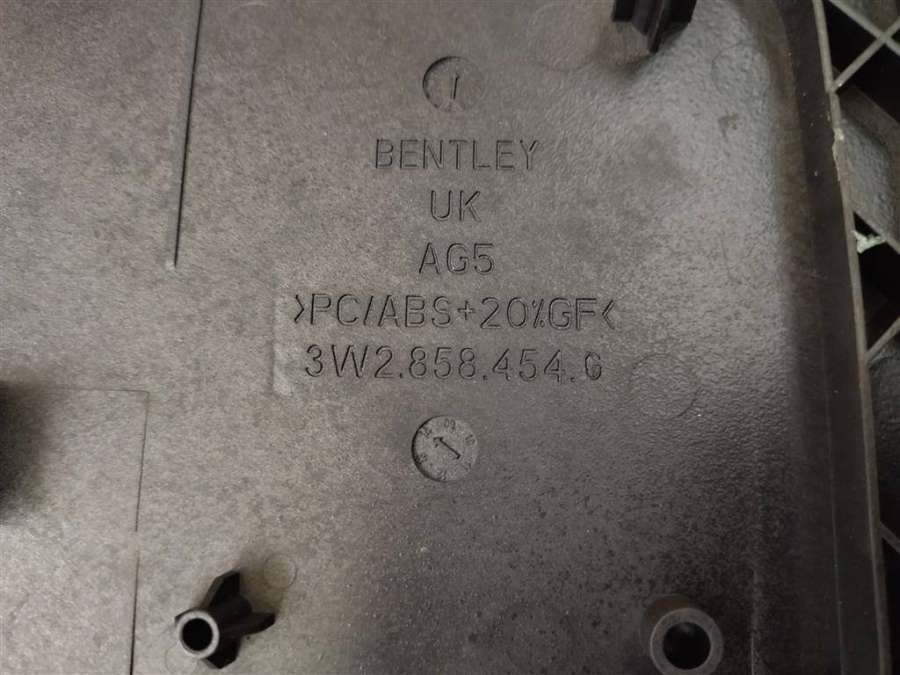 BENTLEY
UK
AG5
>PC/ABS+20%GF<
3W2.858.454.G